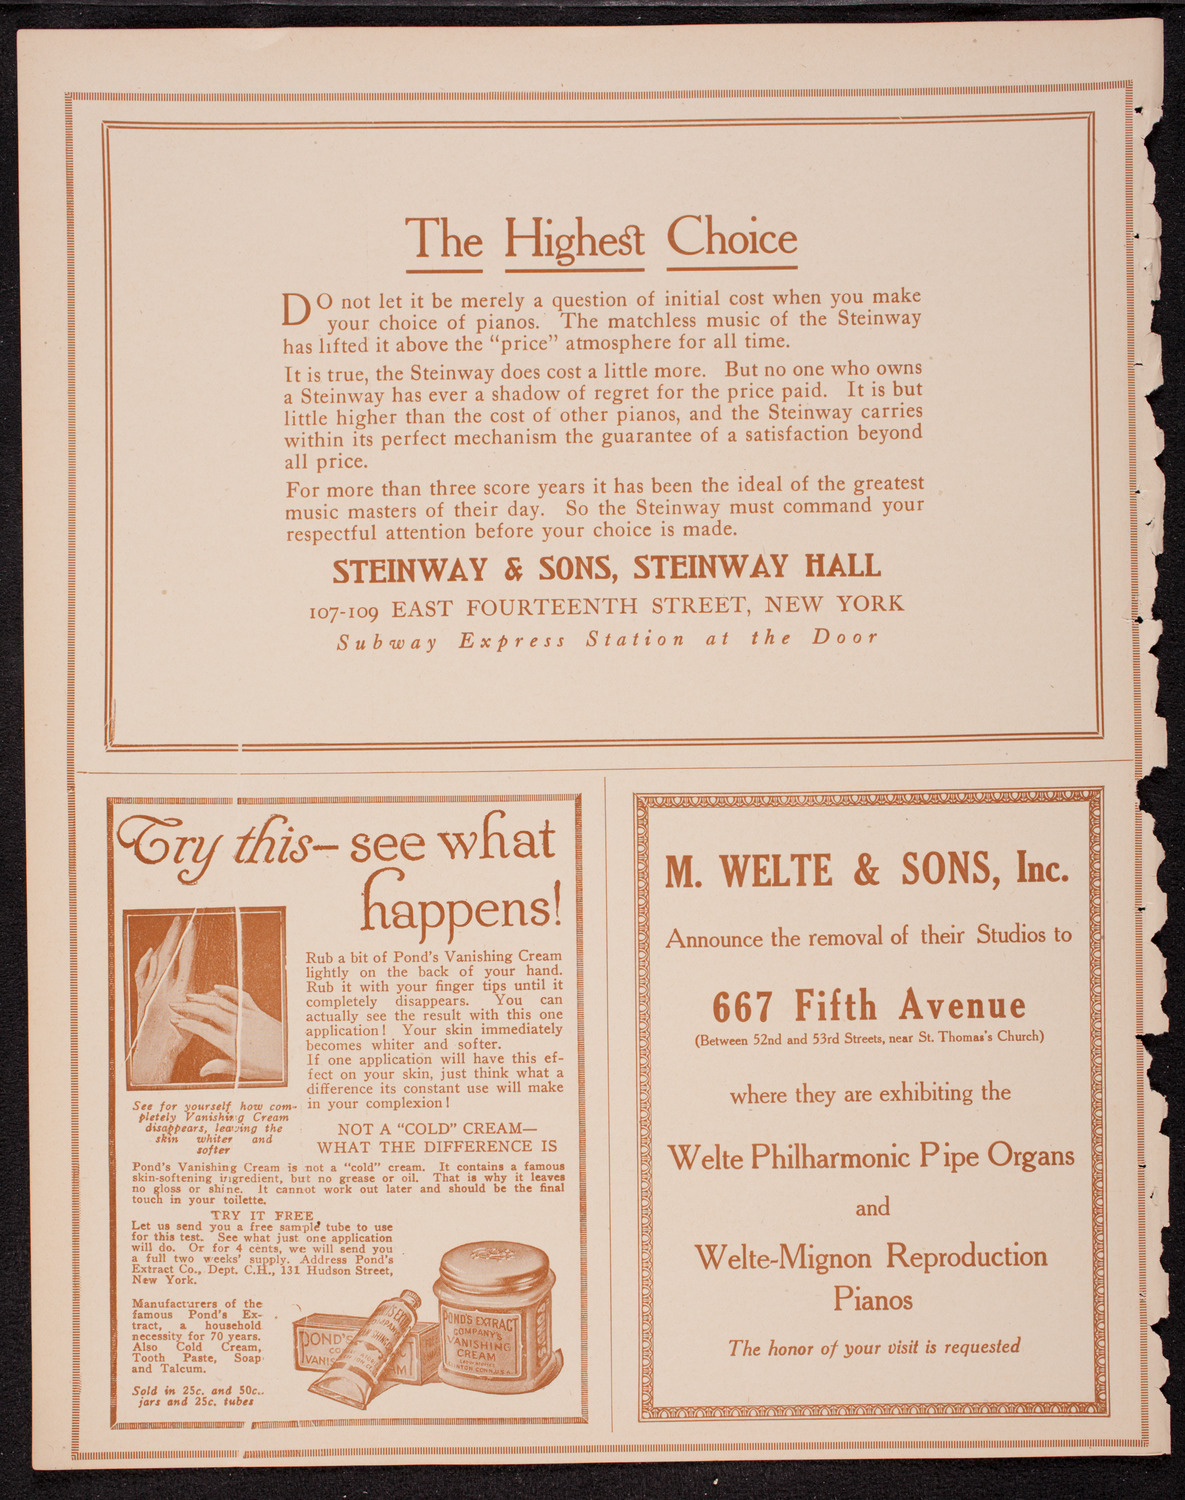 The Highest Choice
DO not let it be merely a question of initial cost when you make
your choice of pianos. The matchless music of the Steinway
has lifted it above the “price” atmosphere for all time.
It is true, the Steinway does cost a little more. But no one who owns
a Steinway has ever a shadow of regret for the price paid. It is but
little higher than the cost of other pianos, and the Steinway carries
within its perfect mechanism the guarantee of a satisfaction beyond
all price.
For more than three score years it has been the ideal of the greatest
music masters of their day. So the Steinway must command your
respectful attention before your choice is made.
STEINWAY & SONS, STEINWAY HALL
107-109 EAST FOURTEENTH STREET, NEW YORK
Subway Express Station at the Door
Try this— see what
happens!
Rub a bit of Pond's Vanishing Cream
lightly on the back of your hand.
Rub it with your finger tips until it
completely disappears. You can
actually see the result with this one
application! Your skin immediately
becomes whiter and softer.
If one application will have this ef-
fect on your skin, just think what a
difference its constant use will make
in your complexion!
See for yourself how com-
pletely Vanishing Cream
disappears, leaving the
skin whiter and
softer
NOT A “COLD” CREAM—
WHAT THE DIFFERENCE IS
Pond's Vanishing Cream is not a “cold” cream. It contains a famous
skin-softening ingredient, but no grease or oil. That is why it leaves
no gloss or shine. It cannot work out later and should be the final
touch in your toilette.
TRY IT FREE
Let us send you a free sample tube to use
for this test. See what just one application
will do. Or for 4 cents, we will send you
a full two weeks' supply. Address Pond's
Extract Co., Dept. C.H., 131 Hudson Street,
New York.
Manufacturers of the
famous Pond's Ex-
tract, a household
necessity for 70 years.
Also Cold Cream,
Tooth Paste, Soap
and Talcum.
Sold in 25c. and 50c.
jars and 25c. tubes
POND'S EXTRACT
COMPANY'S
VANISHING
CREAM
M. WELTE & SONS, Inc.
Announce the removal of their Studios to
667 Fifth Avenue
(Between 52nd and 53rd Streets, near St. Thomas's Church)
where they are exhibiting the
Welte Philharmonic Pipe Organs
and
Welte-Mignon Reproduction
Pianos
The honor of your visit is requested